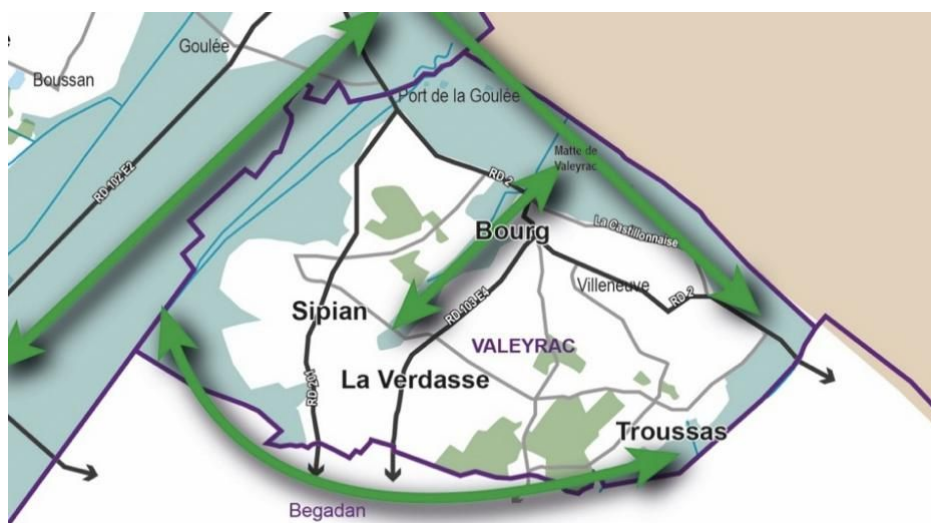 Goulée
Boussan
Port de la Goulée
RD 102 E2
Matte de
Valeyrac
RD 2
Bourg
La Castillonnaise
Villeneuve
RD 2
Sipian
RD 103 E4
VALEYRAC
La Verdasse
RD 201
Troussas
Begadan